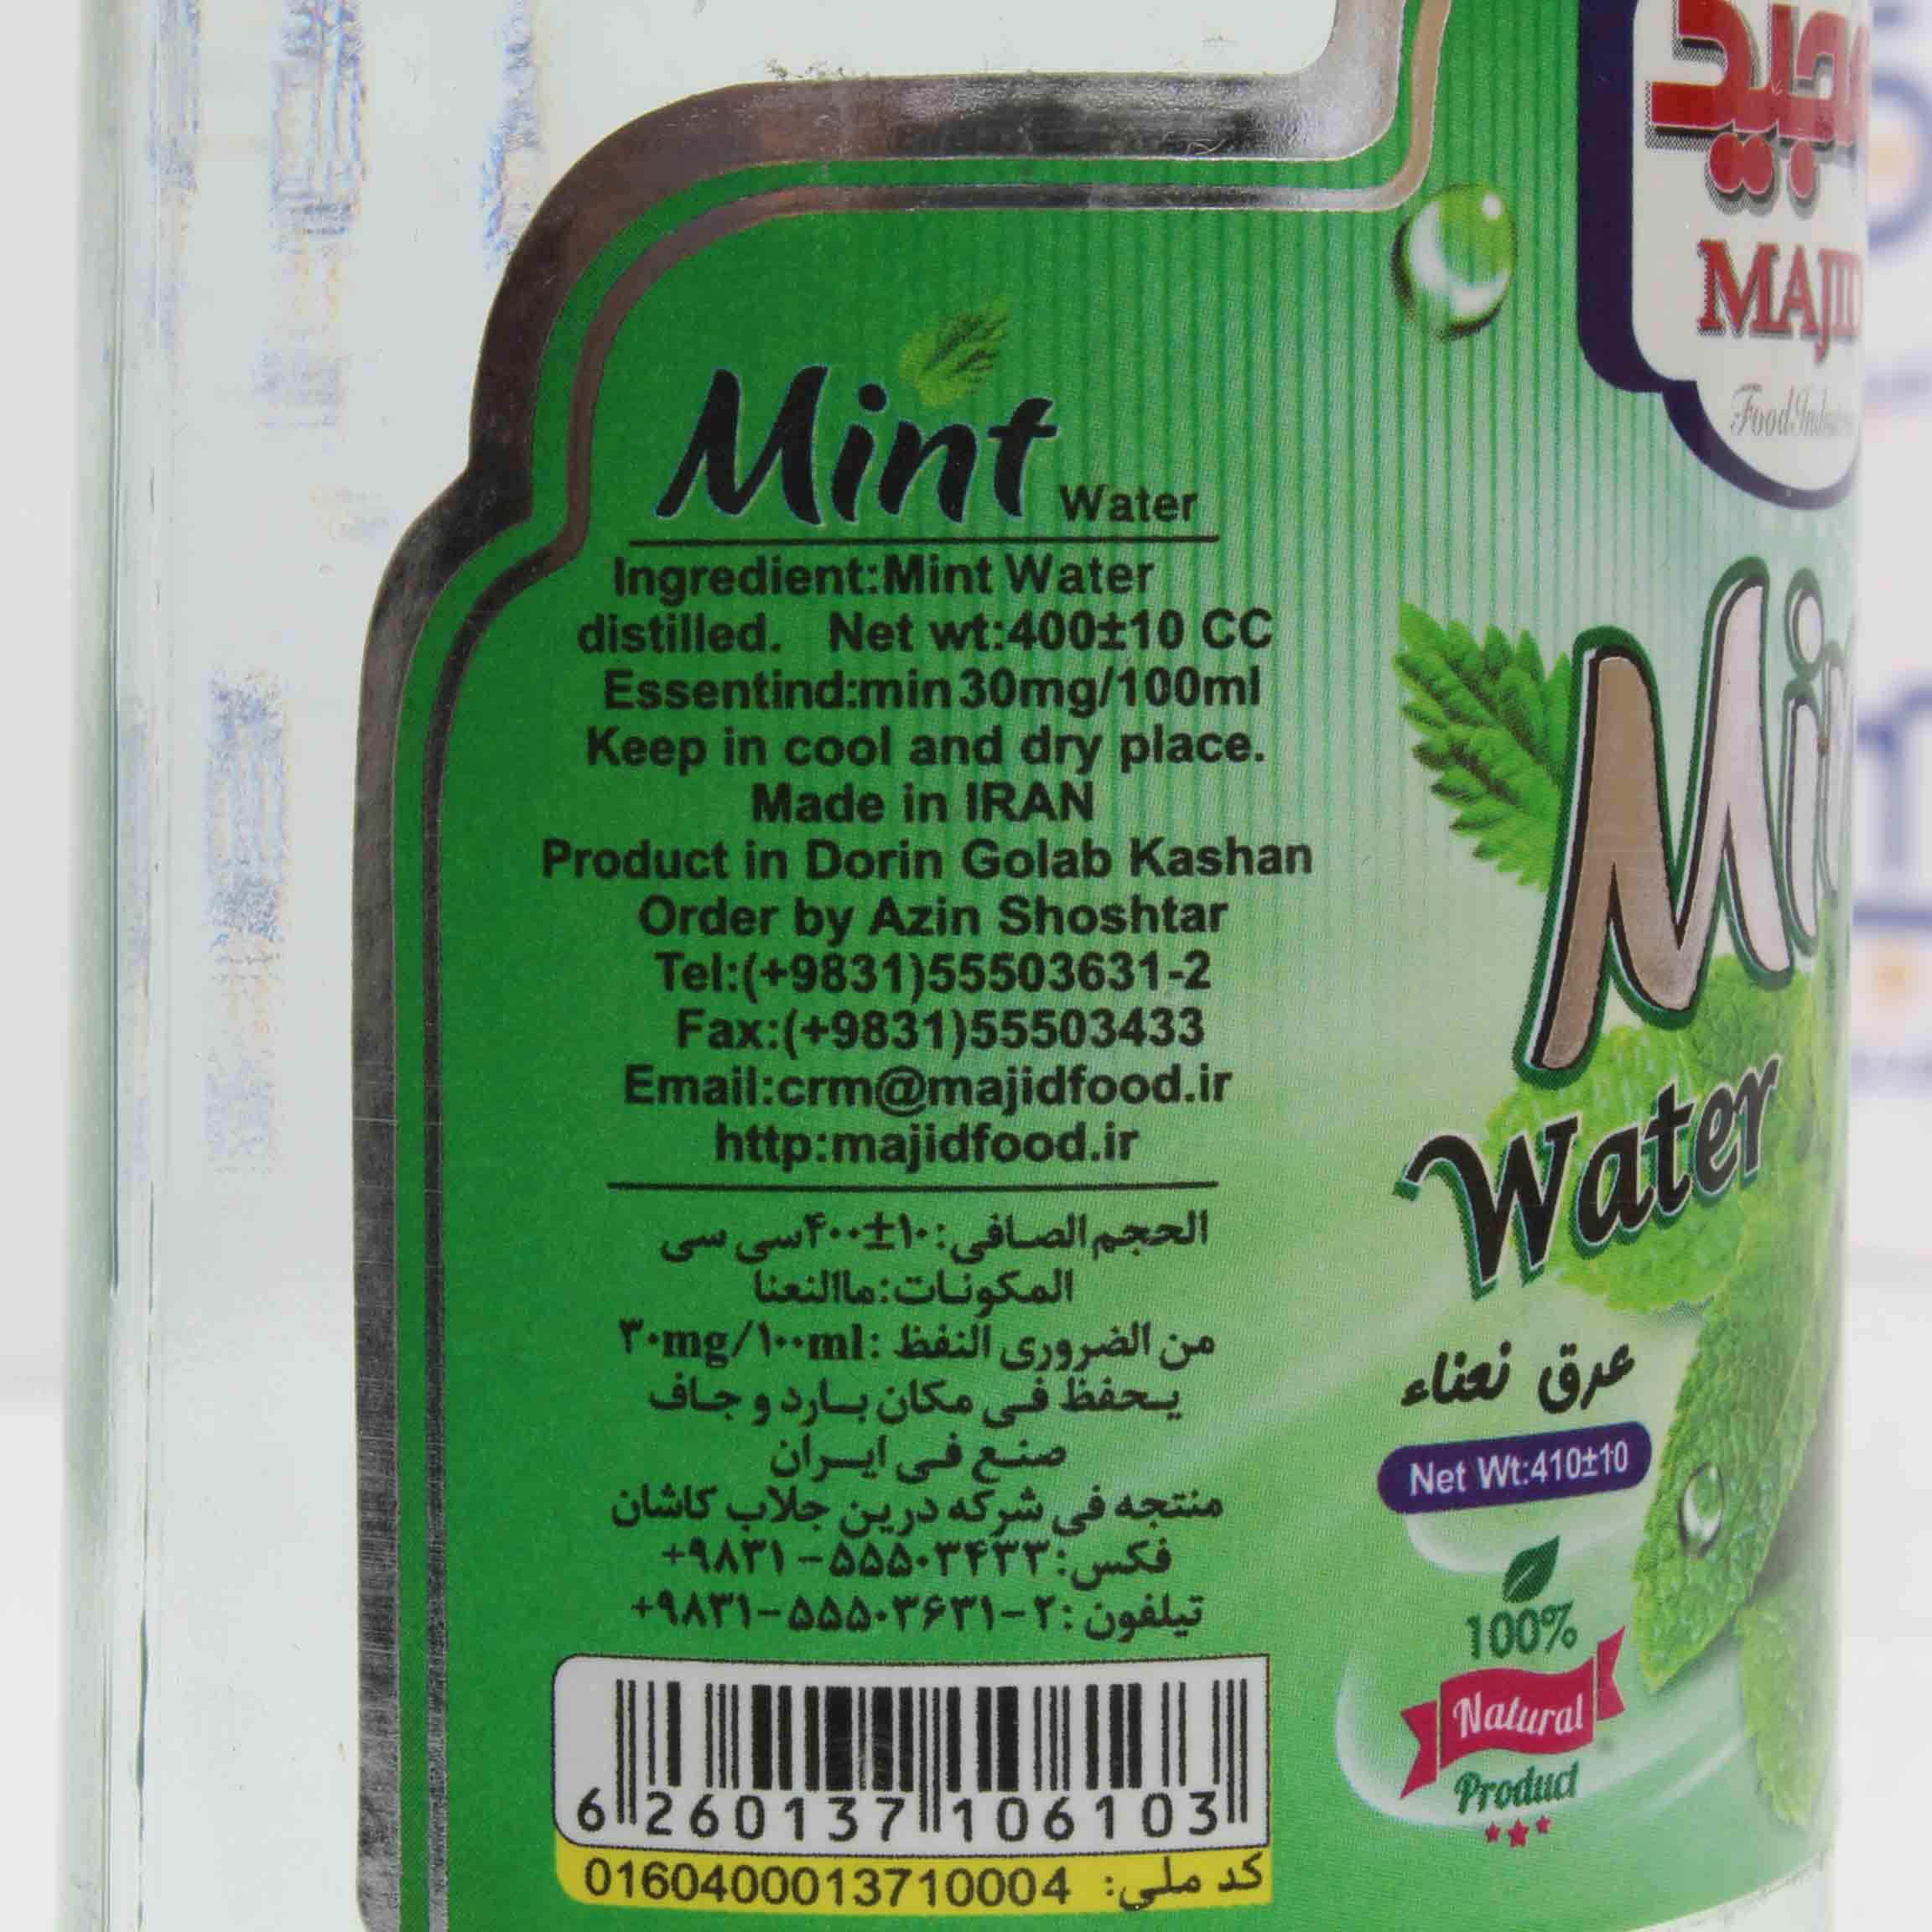 Mint Water
Ingredient:Mint Water
distilled. Net wt:400±10 CC
Essentind:min 30mg/100ml
Keep in cool and dry place.
Made in IRAN
Product in Dorin Golab Kashan
Order by Azin Shoshtar
Tel:(+9831)55503631-2
Fax:(+9831)55503433
Email:crm@majidfood.ir
http:majidfood.ir
الحجم الصافی:۱۰±۴۰۰سی سی
المکونات:ماالنعنا
من الضروری النفظ :۳۰mg/۱۰۰ml
یحفظ فی مکان بارد و جاف
صنع فی ایران
منتجه فی شرکه درین جلاب کاشان
فکس:۵۵۵۰۳۴۳۳-۹۸۳۱+
تیلفون:۲-۵۵۵۰۳۶۳۱-۹۸۳۱+
6 260137 106103
کد ملی: 0160400013710004
مجید
MAJID
Food
Water
عرق نعناء
Net Wt:410±10
100%
Natural
Product